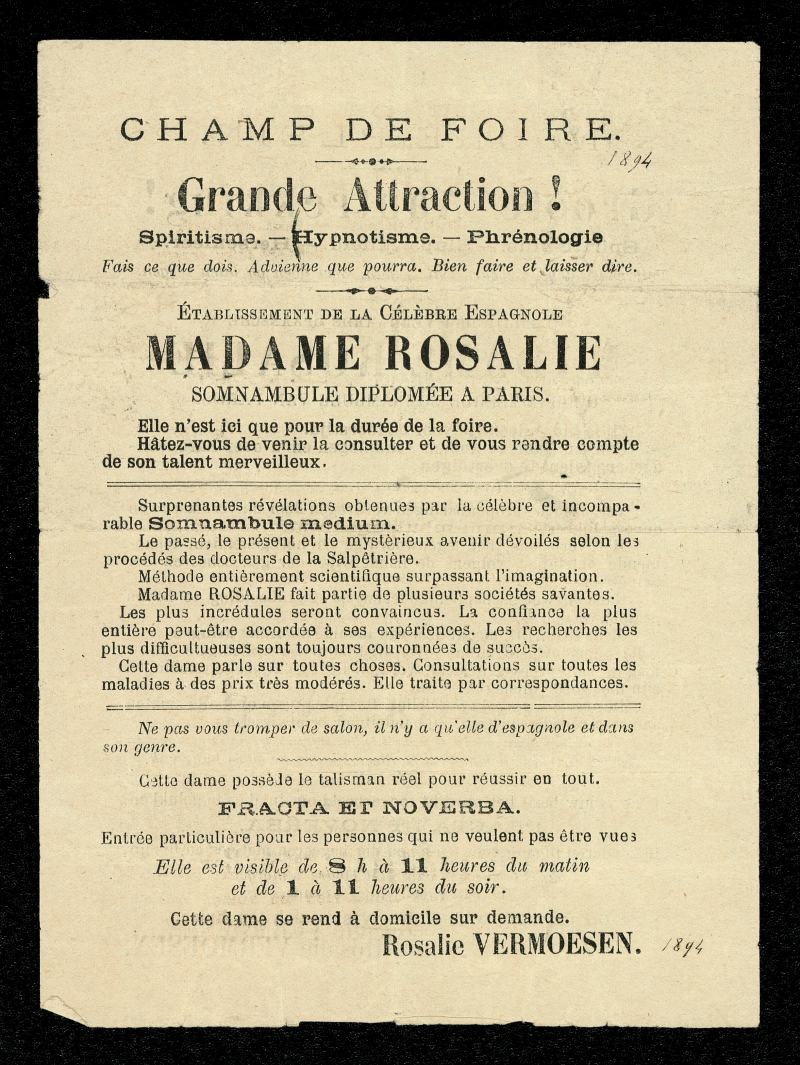 CHAMP DE FOIRE.
1894
Grande Attraction !
Spiritisme. — Hypnotisme. — Phrénologie
Fais ce que dois. Advienne que pourra. Bien faire et laisser dire.
ÉTABLISSEMENT DE LA CÉLÈBRE ESPAGNOLE
MADAME ROSALIE
SOMNAMBULE DIPLOMÉE A PARIS.
Elle n'est ici que pour la durée de la foire.
Hâtez-vous de venir la consulter et de vous rendre compte
de son talent merveilleux.
Surprenantes révélations obtenues par la célèbre et incompa-
rable Somnambule medium.
Le passé, le présent et le mystèrieux avenir dévoilés selon les
procédés des docteurs de la Salpêtrière.
Méthode entièrement scientifique surpassant l'imagination.
Madame ROSALIE fait partie de plusieurs sociétés savantes.
Les plus incrédules seront convaincus. La confiance la plus
entière peut-être accordée à ses expériences. Les recherches les
plus difficultueuses sont toujours couronnées de succès.
Cette dame parle sur toutes choses. Consultations sur toutes les
maladies à des prix très modérés. Elle traite par correspondances.
Ne pas vous tromper de salon, il n'y a qu'elle d'espagnole et dans
son genre.
Cette dame possède le talisman réel pour réussir en tout.
FRACTA ET NOVERBA.
Entrée particulière pour les personnes qui ne veulent pas être vues
Elle est visible de 8 h à 11 heures du matin
et de 1 à 11 heures du soir.
Cette dame se rend à domicile sur demande.
Rosalie VERMOESEN.
1894